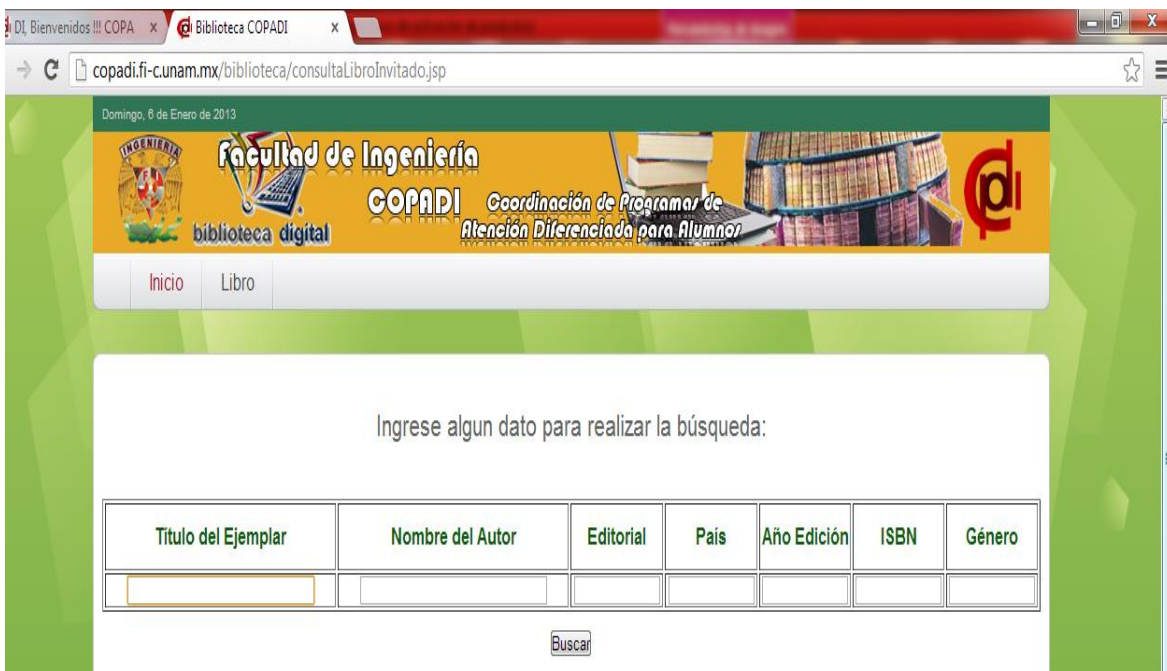 DI, Bienvenidos !!! COPA
Biblioteca COPADI
copadi.fi-c.unam.mx/biblioteca/consultaLibroInvitado.jsp
Domingo, 6 de Enero de 2013
INGENIERIA
Facultad de Ingeniería
COPADI Coordinación de Programas de
Atención Diferenciada para Alumnos
biblioteca digital
Inicio Libro
Ingrese algun dato para realizar la búsqueda:
Título del Ejemplar Nombre del Autor Editorial País Año Edición ISBN Género
Buscar